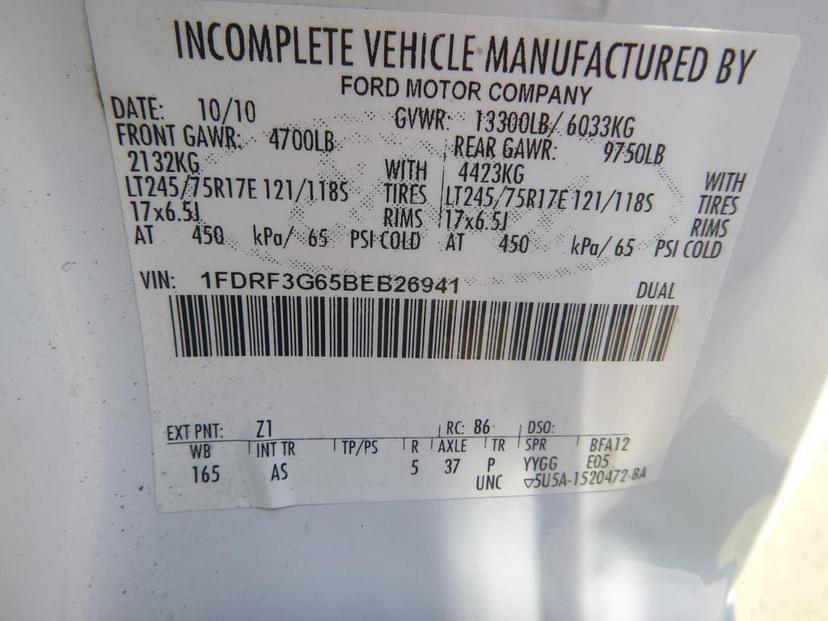 INCOMPLETE VEHICLE MANUFACTURED BY
FORD MOTOR COMPANY
DATE: 10/10 GVWR: 13300LB/ 6033KG
FRONT GAWR: 4700LB REAR GAWR: 9750LB
2132KG WITH 4423KG WITH
LT245/75R17E 121/118S TIRES LT245/75R17E 121/118S TIRES
17x6.5J RIMS 17x6.5J RIMS
AT 450 kPa/ 65 PSI COLD AT 450 kPa/ 65 PSI COLD
VIN: 1FDRF3G65BEB26941 DUAL
EXT PNT: Z1 RC: 86 DSO:
WB INT TR TP/PS R AXLE TR SPR BFA12
165 AS 5 37 P YYGG E05
UNC ▽5U5A-1520472-BA